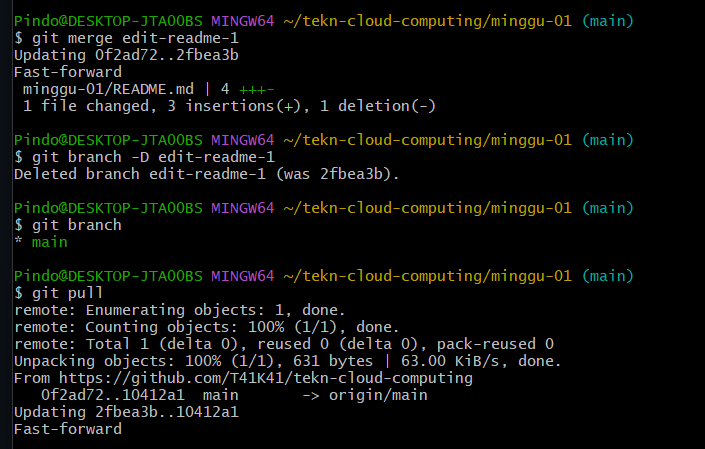 Pindo@DESKTOP-JTA0OBS MINGW64 ~/tekn-cloud-computing/minggu-01 (main)
$ git merge edit-readme-1
Updating 0f2ad72..2fbea3b
Fast-forward
 minggu-01/README.md | 4 +++-
 1 file changed, 3 insertions(+), 1 deletion(-)
Pindo@DESKTOP-JTA0OBS MINGW64 ~/tekn-cloud-computing/minggu-01 (main)
$ git branch -D edit-readme-1
Deleted branch edit-readme-1 (was 2fbea3b).
Pindo@DESKTOP-JTA0OBS MINGW64 ~/tekn-cloud-computing/minggu-01 (main)
$ git branch
* main
Pindo@DESKTOP-JTA0OBS MINGW64 ~/tekn-cloud-computing/minggu-01 (main)
$ git pull
remote: Enumerating objects: 1, done.
remote: Counting objects: 100% (1/1), done.
remote: Total 1 (delta 0), reused 0 (delta 0), pack-reused 0
Unpacking objects: 100% (1/1), 631 bytes | 63.00 KiB/s, done.
From https://github.com/T41K41/tekn-cloud-computing
   0f2ad72..10412a1  main       -> origin/main
Updating 2fbea3b..10412a1
Fast-forward